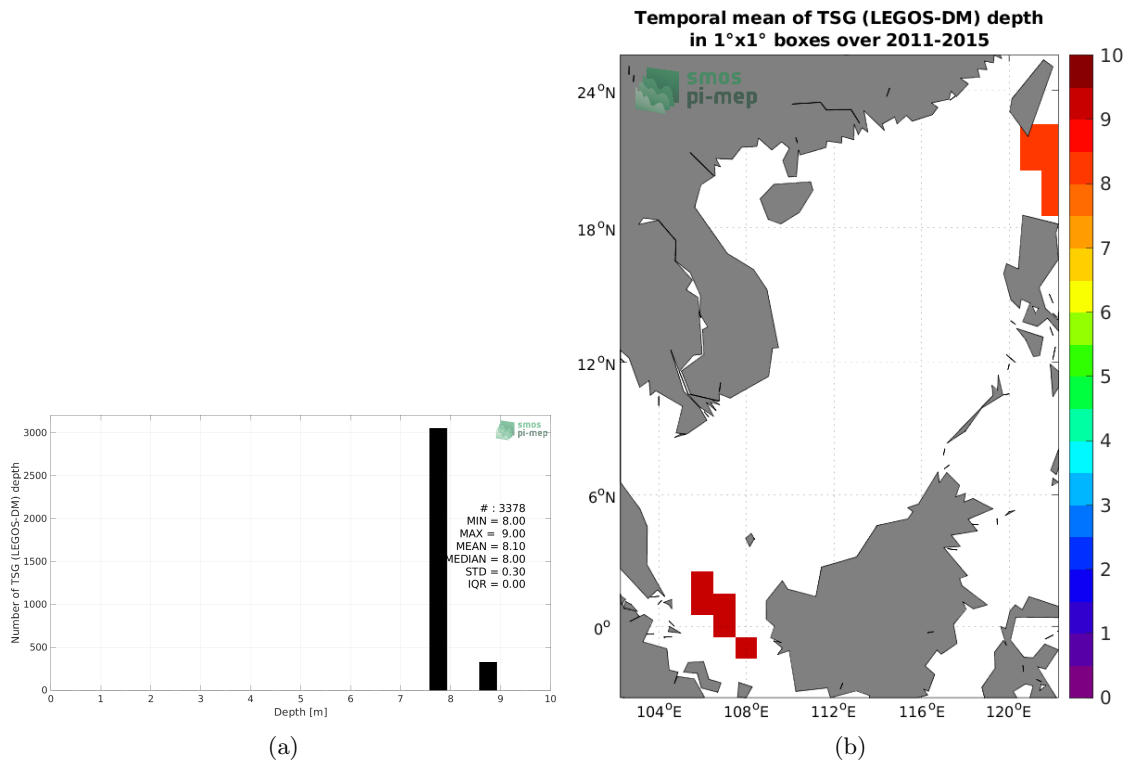 Temporal mean of TSG (LEGOS-DM) depth
in 1°x1° boxes over 2011-2015
smos
pi-mep
24°N
18°N
12°N
6°N
0°
104°E
108°E
112°E
116°E
120°E
10
9
8
7
6
5
4
3
2
1
0
smos
pi-mep
Number of TSG (LEGOS-DM) depth
3000
2500
2000
1500
1000
500
0
# : 3378
MIN = 8.00
MAX = 9.00
MEAN = 8.10
MEDIAN = 8.00
STD = 0.30
IQR = 0.00
0 1 2 3 4 5 6 7 8 9 10
Depth [m]
(a)
(b)